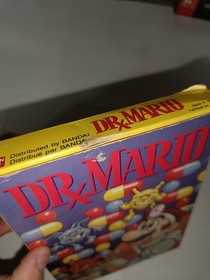 Distributed by BANDAI
Distribué par BANDAI
DR. MARIO
DR. MARIO